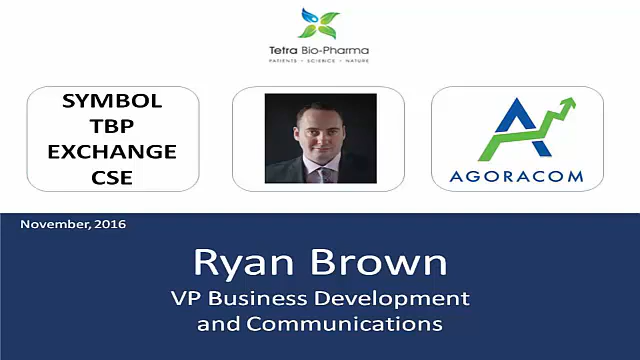 Tetra Bio-Pharma
PATIENTS • SCIENCE • NATURE
SYMBOL
TBP
EXCHANGE
CSE
AGORACOM
November, 2016
Ryan Brown
VP Business Development
and Communications